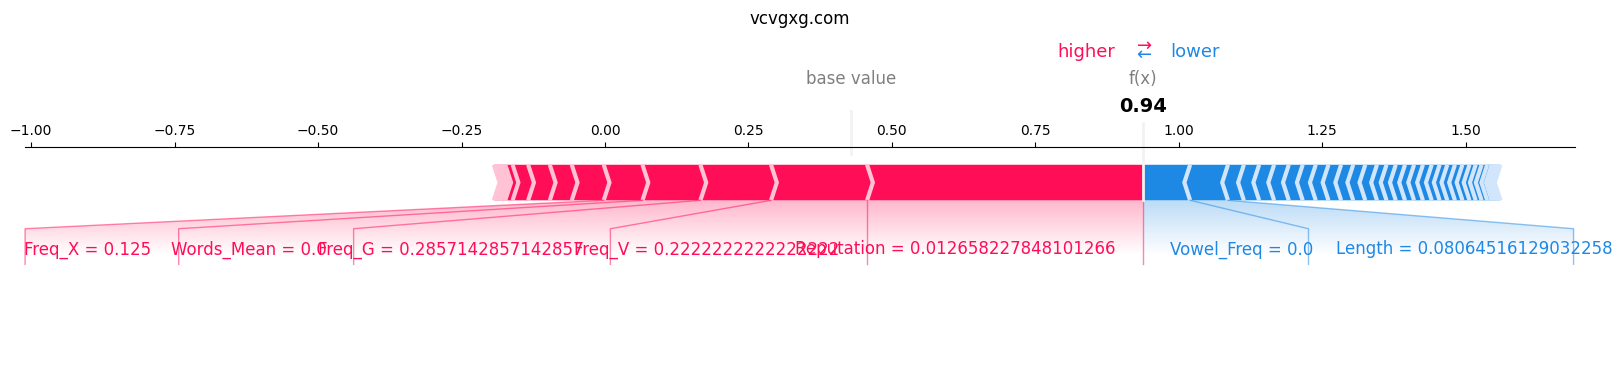 vcvgxg.com
higher ⇄ lower
base value f(x)
0.94
−1.00 −0.75 −0.50 −0.25 0.00 0.25 0.50 0.75 1.00 1.25 1.50
Freq_X = 0.125 Words_Mean = 0.0 Freq_G = 0.2857142857142857 Freq_V = 0.2222222222222222 Reputation = 0.012658227848101266 Vowel_Freq = 0.0 Length = 0.08064516129032258